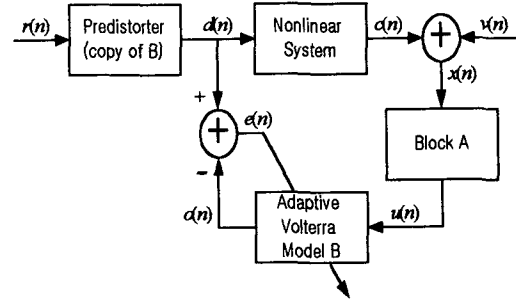 r(n)
Predistorter
(copy of B)
d(n)
Nonlinear
System
c(n)
+
v(n)
x(n)
+
+
e(n)
-
Block A
α(n)
Adaptive
Volterra
Model B
u(n)